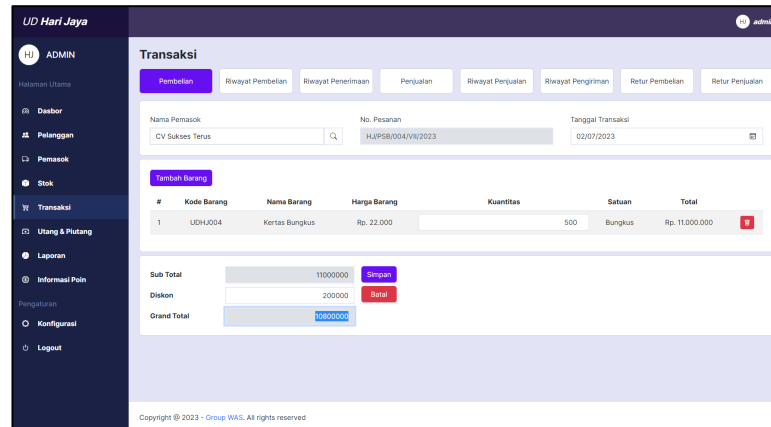 UD Hari Jaya
HJ admi
HJ ADMIN
Halaman Utama
Dasbor
Pelanggan
Pemasok
Stok
Transaksi
Utang & Piutang
Laporan
Informasi Poin
Pengaturan
Konfigurasi
Logout
Transaksi
Pembelian Riwayat Pembelian Riwayat Penerimaan Penjualan Riwayat Penjualan Riwayat Pengiriman Retur Pembelian Retur Penjualan
Nama Pemasok No. Pesanan Tanggal Transaksi
CV Sukses Terus HJ/PSB/004/VII/2023 02/07/2023
Tambah Barang
# Kode Barang Nama Barang Harga Barang Kuantitas Satuan Total
1 UDHJ004 Kertas Bungkus Rp. 22.000 500 Bungkus Rp. 11.000.000
Sub Total 11000000 Simpan
Diskon 200000 Batal
Grand Total 10800000
Copyright @ 2023 - Group WAS. All rights reserved